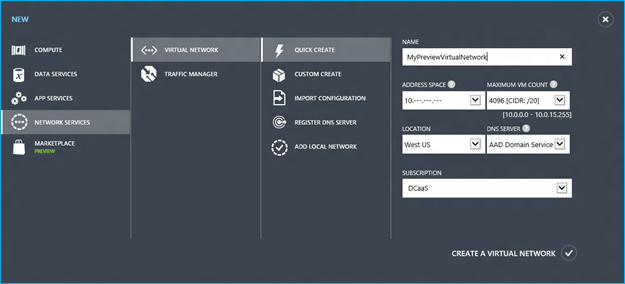 NEW
COMPUTE
DATA SERVICES
APP SERVICES
NETWORK SERVICES
MARKETPLACE
PREVIEW
VIRTUAL NETWORK
TRAFFIC MANAGER
QUICK CREATE
CUSTOM CREATE
IMPORT CONFIGURATION
REGISTER DNS SERVER
ADD LOCAL NETWORK
NAME
MyPreviewVirtualNetwork
ADDRESS SPACE ? MAXIMUM VM COUNT ?
10.---.---.--- 4096 [CIDR: /20]
[10.0.0.0 - 10.0.15.255]
LOCATION DNS SERVER ?
West US AAD Domain Service
SUBSCRIPTION
DCaaS
CREATE A VIRTUAL NETWORK